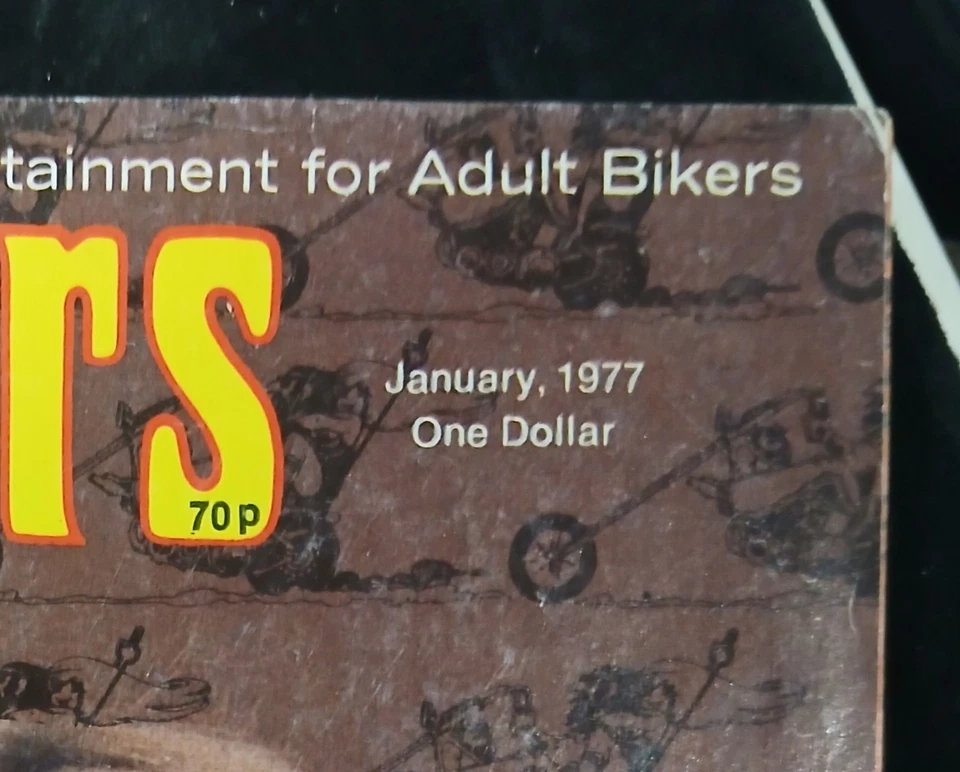 tainment for Adult Bikers
rs
January, 1977
One Dollar
70p